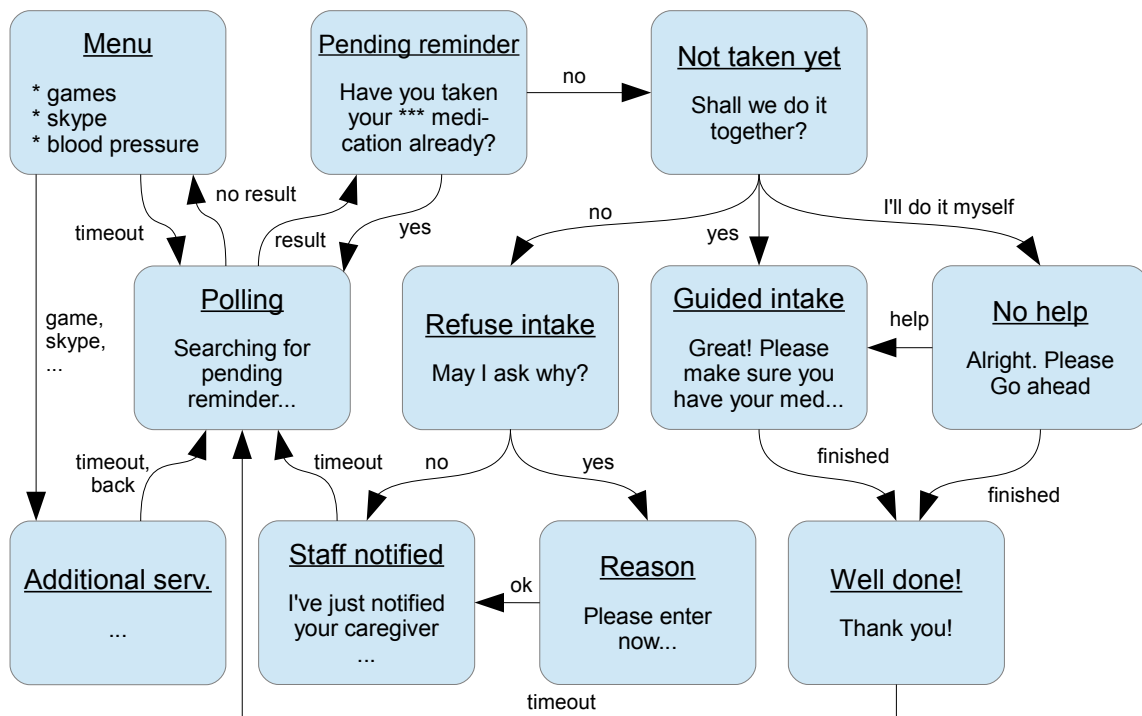 Menu
* games
* skype
* blood pressure
Pending reminder
Have you taken
your *** medi-
cation already?
no
Not taken yet
Shall we do it
together?
timeout
no result
result
yes
no
yes
I'll do it myself
game,
skype,
...
Polling
Searching for
pending
reminder...
Refuse intake
May I ask why?
Guided intake
Great! Please
make sure you
have your med...
help
No help
Alright. Please
Go ahead
timeout,
back
timeout
no
yes
finished
finished
Additional serv.
...
Staff notified
I've just notified
your caregiver
...
ok
Reason
Please enter
now...
Well done!
Thank you!
timeout